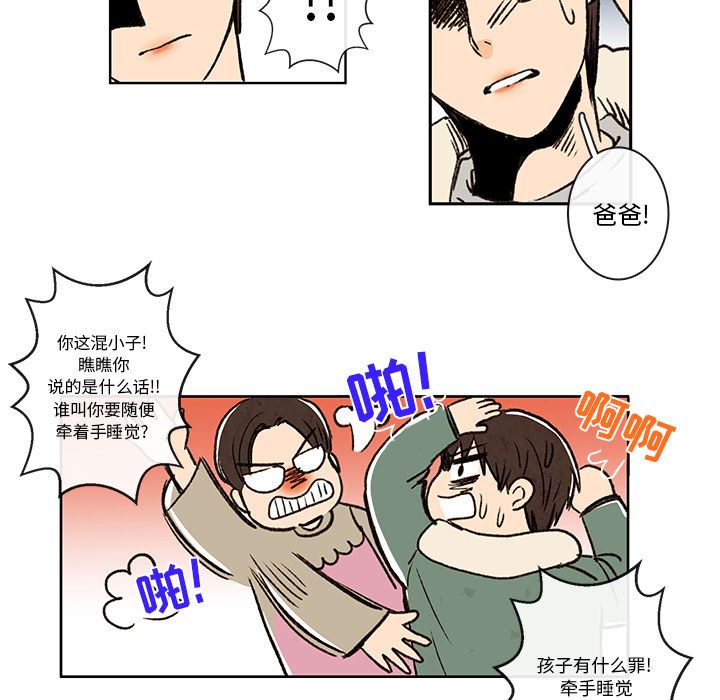 !!
爸爸!
你这混小子!
瞧瞧你
说的是什么话!!
谁叫你要随便
牵着手睡觉?
啪!
啊啊
啪!
孩子有什么罪!
牵手睡觉